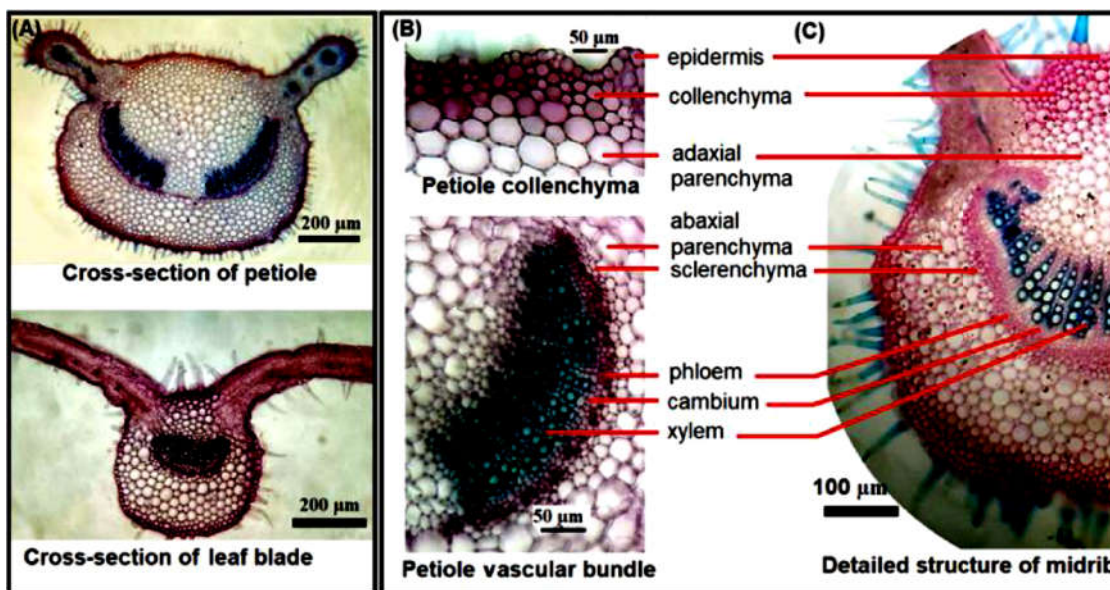 (A)
200 µm
Cross-section of petiole
200 µm
Cross-section of leaf blade
(B)
50 µm
Petiole collenchyma
50 µm
Petiole vascular bundle
epidermis
collenchyma
adaxial
parenchyma
abaxial
parenchyma
sclerenchyma
phloem
cambium
xylem
(C)
100 µm
Detailed structure of midrib